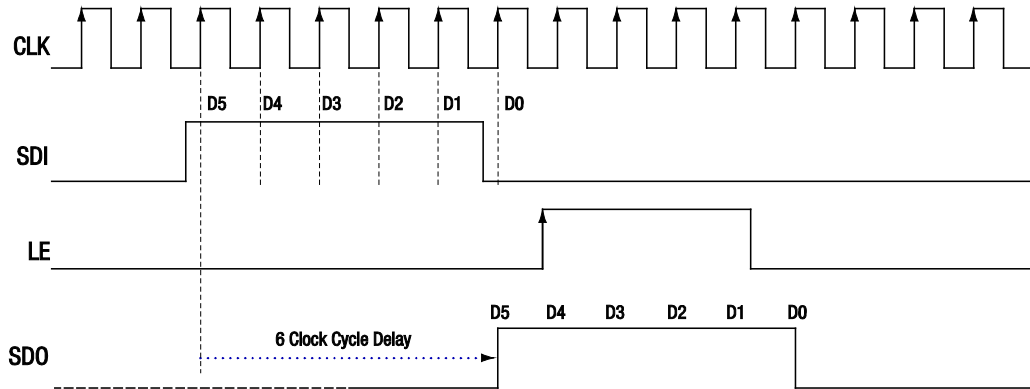 CLK
D5 D4 D3 D2 D1 D0
SDI
LE
D5 D4 D3 D2 D1 D0
6 Clock Cycle Delay
SDO